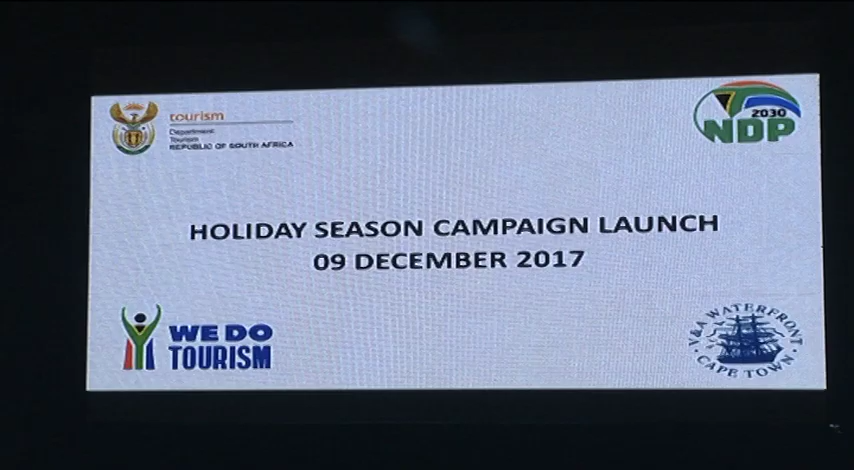 tourism
Department:
Tourism
REPUBLIC OF SOUTH AFRICA
2030
NDP
HOLIDAY SEASON CAMPAIGN LAUNCH
09 DECEMBER 2017
WE DO
TOURISM
V&A WATERFRONT
· CAPE TOWN ·